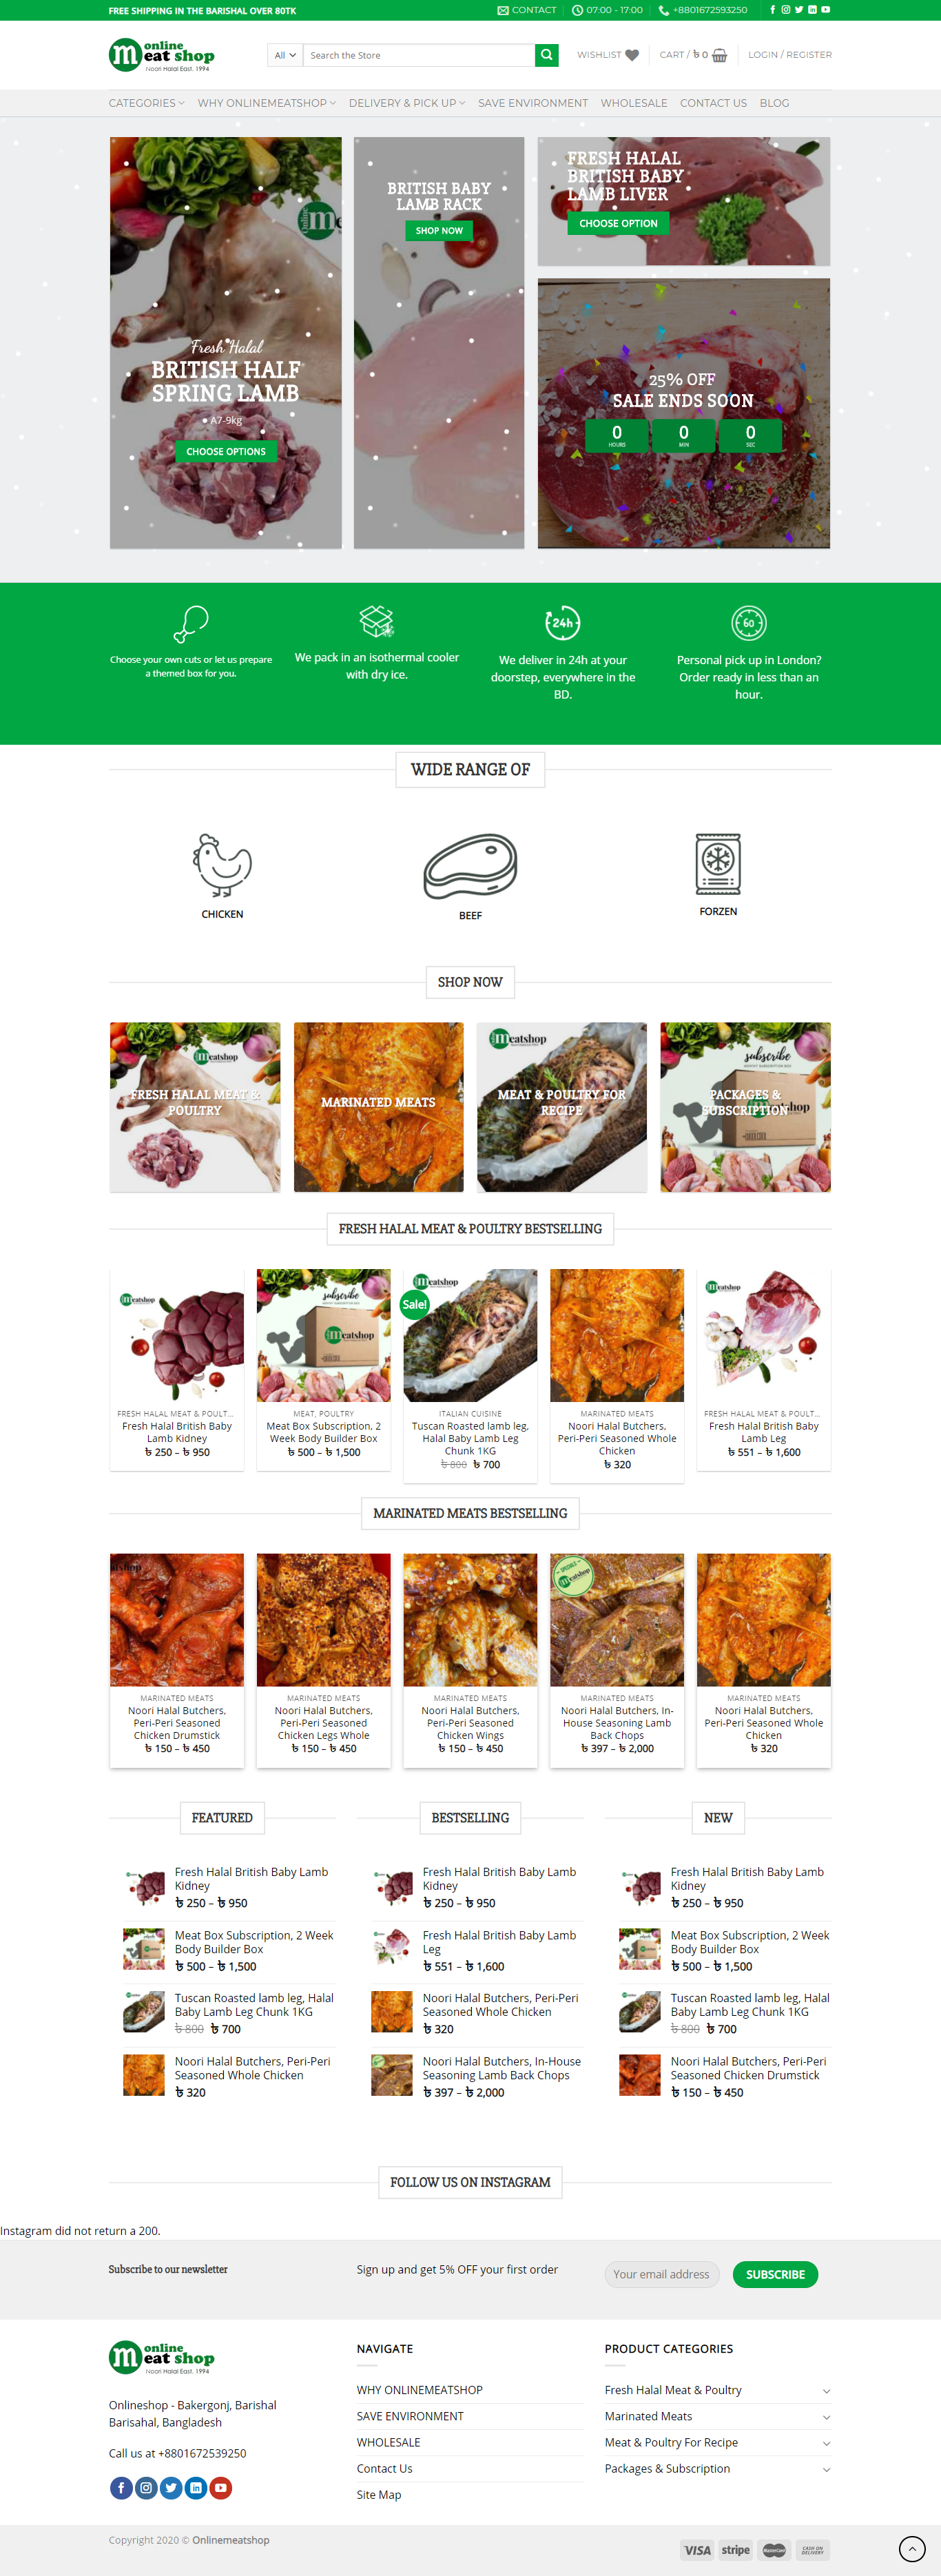 FREE SHIPPING IN THE BARISHAL OVER 80TK
CONTACT
07:00 - 17:00
+8801672593250
online
meat shop
Noori Halal East. 1994
All
Search the Store
WISHLIST
CART / ৳ 0
LOGIN / REGISTER
CATEGORIES
WHY ONLINEMEATSHOP
DELIVERY & PICK UP
SAVE ENVIRONMENT
WHOLESALE
CONTACT US
BLOG
Fresh Halal
BRITISH HALF
SPRING LAMB
A7-9kg
CHOOSE OPTIONS
BRITISH BABY
LAMB RACK
SHOP NOW
FRESH HALAL
BRITISH BABY
LAMB LIVER
CHOOSE OPTION
25% OFF
SALE ENDS SOON
0
HOURS
0
MIN
0
SEC
Choose your own cuts or let us prepare
a themed box for you.
We pack in an isothermal cooler
with dry ice.
24h
We deliver in 24h at your
doorstep, everywhere in the
BD.
60
Personal pick up in London?
Order ready in less than an
hour.
WIDE RANGE OF
CHICKEN
BEEF
FORZEN
SHOP NOW
FRESH HALAL MEAT &
POULTRY
MARINATED MEATS
MEAT & POULTRY FOR
RECIPE
PACKAGES &
SUBSCRIPTION
FRESH HALAL MEAT & POULTRY BESTSELLING
FRESH HALAL MEAT & POULT...
Fresh Halal British Baby
Lamb Kidney
৳ 250 – ৳ 950
MEAT, POULTRY
Meat Box Subscription, 2
Week Body Builder Box
৳ 500 – ৳ 1,500
Sale!
ITALIAN CUISINE
Tuscan Roasted lamb leg,
Halal Baby Lamb Leg
Chunk 1KG
৳ 800 ৳ 700
MARINATED MEATS
Noori Halal Butchers,
Peri-Peri Seasoned Whole
Chicken
৳ 320
FRESH HALAL MEAT & POULT...
Fresh Halal British Baby
Lamb Leg
৳ 551 – ৳ 1,600
MARINATED MEATS BESTSELLING
MARINATED MEATS
Noori Halal Butchers,
Peri-Peri Seasoned
Chicken Drumstick
৳ 150 – ৳ 450
MARINATED MEATS
Noori Halal Butchers,
Peri-Peri Seasoned
Chicken Legs Whole
৳ 150 – ৳ 450
MARINATED MEATS
Noori Halal Butchers,
Peri-Peri Seasoned
Chicken Wings
৳ 150 – ৳ 450
MARINATED MEATS
Noori Halal Butchers, In-
House Seasoning Lamb
Back Chops
৳ 397 – ৳ 2,000
MARINATED MEATS
Noori Halal Butchers,
Peri-Peri Seasoned Whole
Chicken
৳ 320
FEATURED
Fresh Halal British Baby Lamb
Kidney
৳ 250 – ৳ 950
Meat Box Subscription, 2 Week
Body Builder Box
৳ 500 – ৳ 1,500
Tuscan Roasted lamb leg, Halal
Baby Lamb Leg Chunk 1KG
৳ 800 ৳ 700
Noori Halal Butchers, Peri-Peri
Seasoned Whole Chicken
৳ 320
BESTSELLING
Fresh Halal British Baby Lamb
Kidney
৳ 250 – ৳ 950
Fresh Halal British Baby Lamb
Leg
৳ 551 – ৳ 1,600
Noori Halal Butchers, Peri-Peri
Seasoned Whole Chicken
৳ 320
Noori Halal Butchers, In-House
Seasoning Lamb Back Chops
৳ 397 – ৳ 2,000
NEW
Fresh Halal British Baby Lamb
Kidney
৳ 250 – ৳ 950
Meat Box Subscription, 2 Week
Body Builder Box
৳ 500 – ৳ 1,500
Tuscan Roasted lamb leg, Halal
Baby Lamb Leg Chunk 1KG
৳ 800 ৳ 700
Noori Halal Butchers, Peri-Peri
Seasoned Chicken Drumstick
৳ 150 – ৳ 450
FOLLOW US ON INSTAGRAM
Instagram did not return a 200.
Subscribe to our newsletter
Sign up and get 5% OFF your first order
Your email address
SUBSCRIBE
online
meat shop
Noori Halal East. 1994
Onlineshop - Bakergonj, Barishal
Barisahal, Bangladesh
Call us at +8801672539250
NAVIGATE
WHY ONLINEMEATSHOP
SAVE ENVIRONMENT
WHOLESALE
Contact Us
Site Map
PRODUCT CATEGORIES
Fresh Halal Meat & Poultry
Marinated Meats
Meat & Poultry For Recipe
Packages & Subscription
Copyright 2020 © Onlinemeatshop
VISA
stripe
MasterCard
CASH ON
DELIVERY